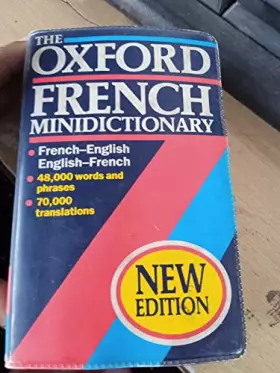 THE
OXFORD
FRENCH
MINIDICTIONARY
• French–English
English–French
• 48,000 words and
phrases
• 70,000
translations
NEW
EDITION